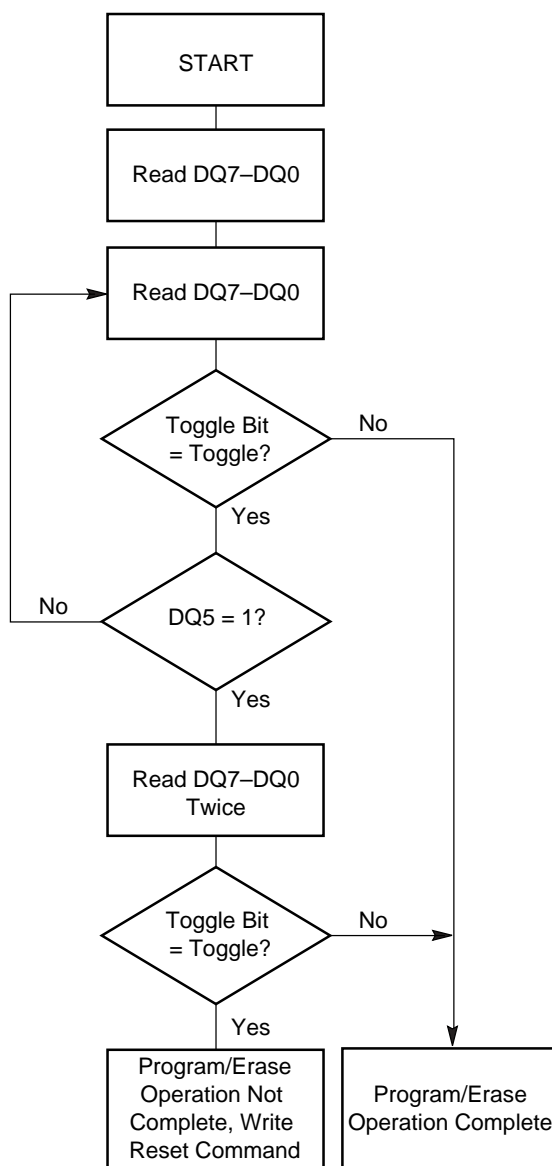 START
Read DQ7–DQ0
Read DQ7–DQ0
Toggle Bit
= Toggle?
No
Yes
No
DQ5 = 1?
Yes
Read DQ7–DQ0
Twice
Toggle Bit
= Toggle?
No
Yes
Program/Erase
Operation Not
Complete, Write
Reset Command
Program/Erase
Operation Complete